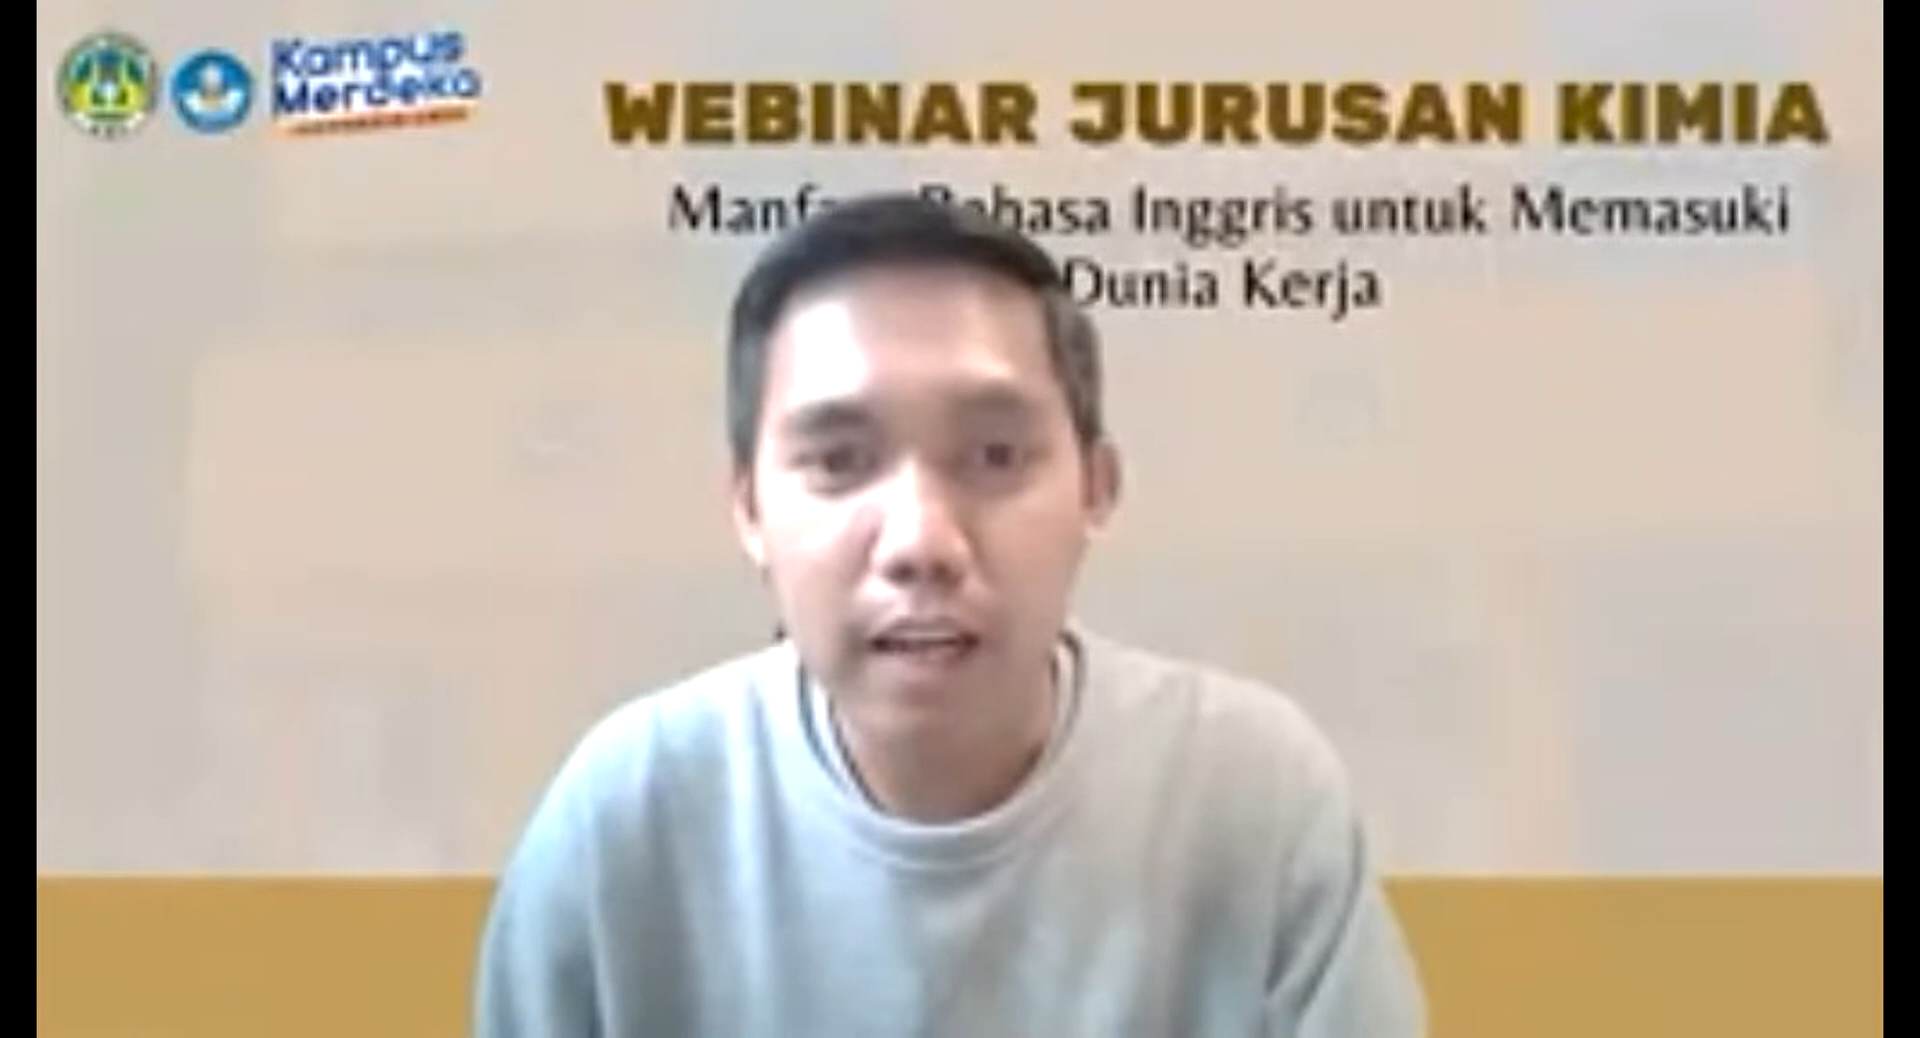 Kampus
Merdeka
WEBINAR JURUSAN KIMIA
Bahasa Inggris untuk Memasuki
Dunia Kerja